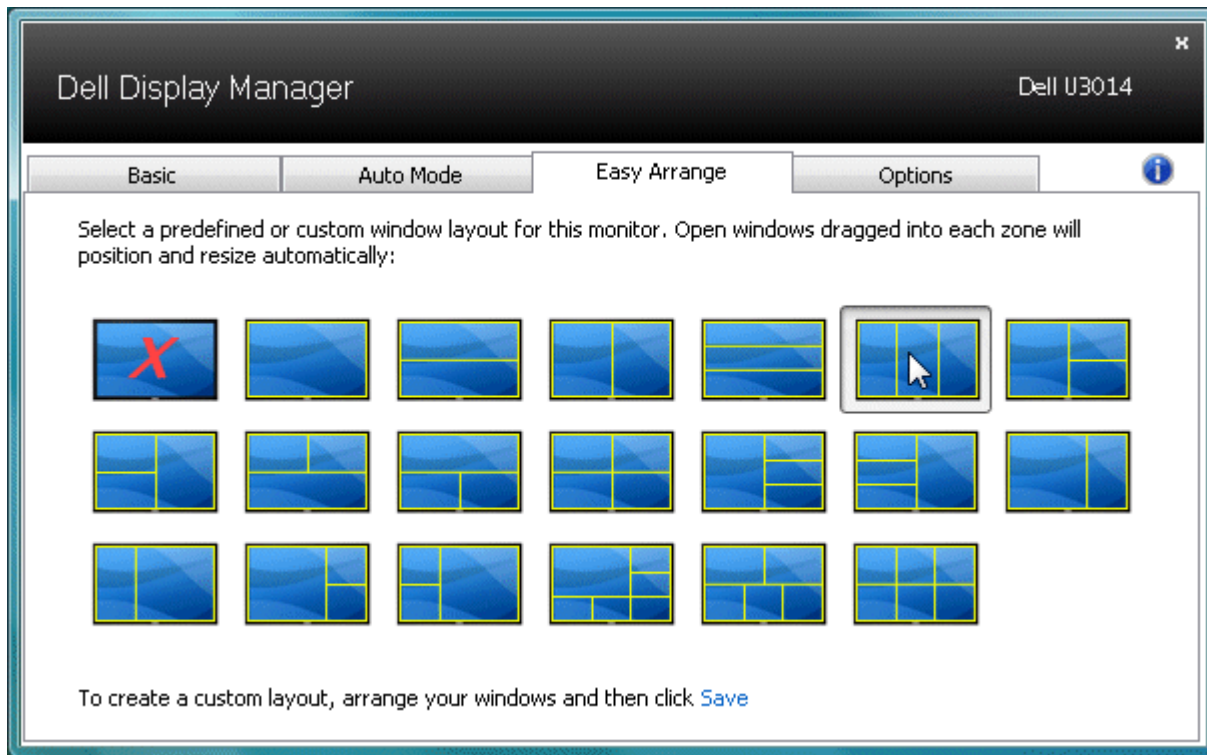 Dell Display Manager
Dell U3014
Basic
Auto Mode
Easy Arrange
Options
Select a predefined or custom window layout for this monitor. Open windows dragged into each zone will
position and resize automatically:
To create a custom layout, arrange your windows and then click Save